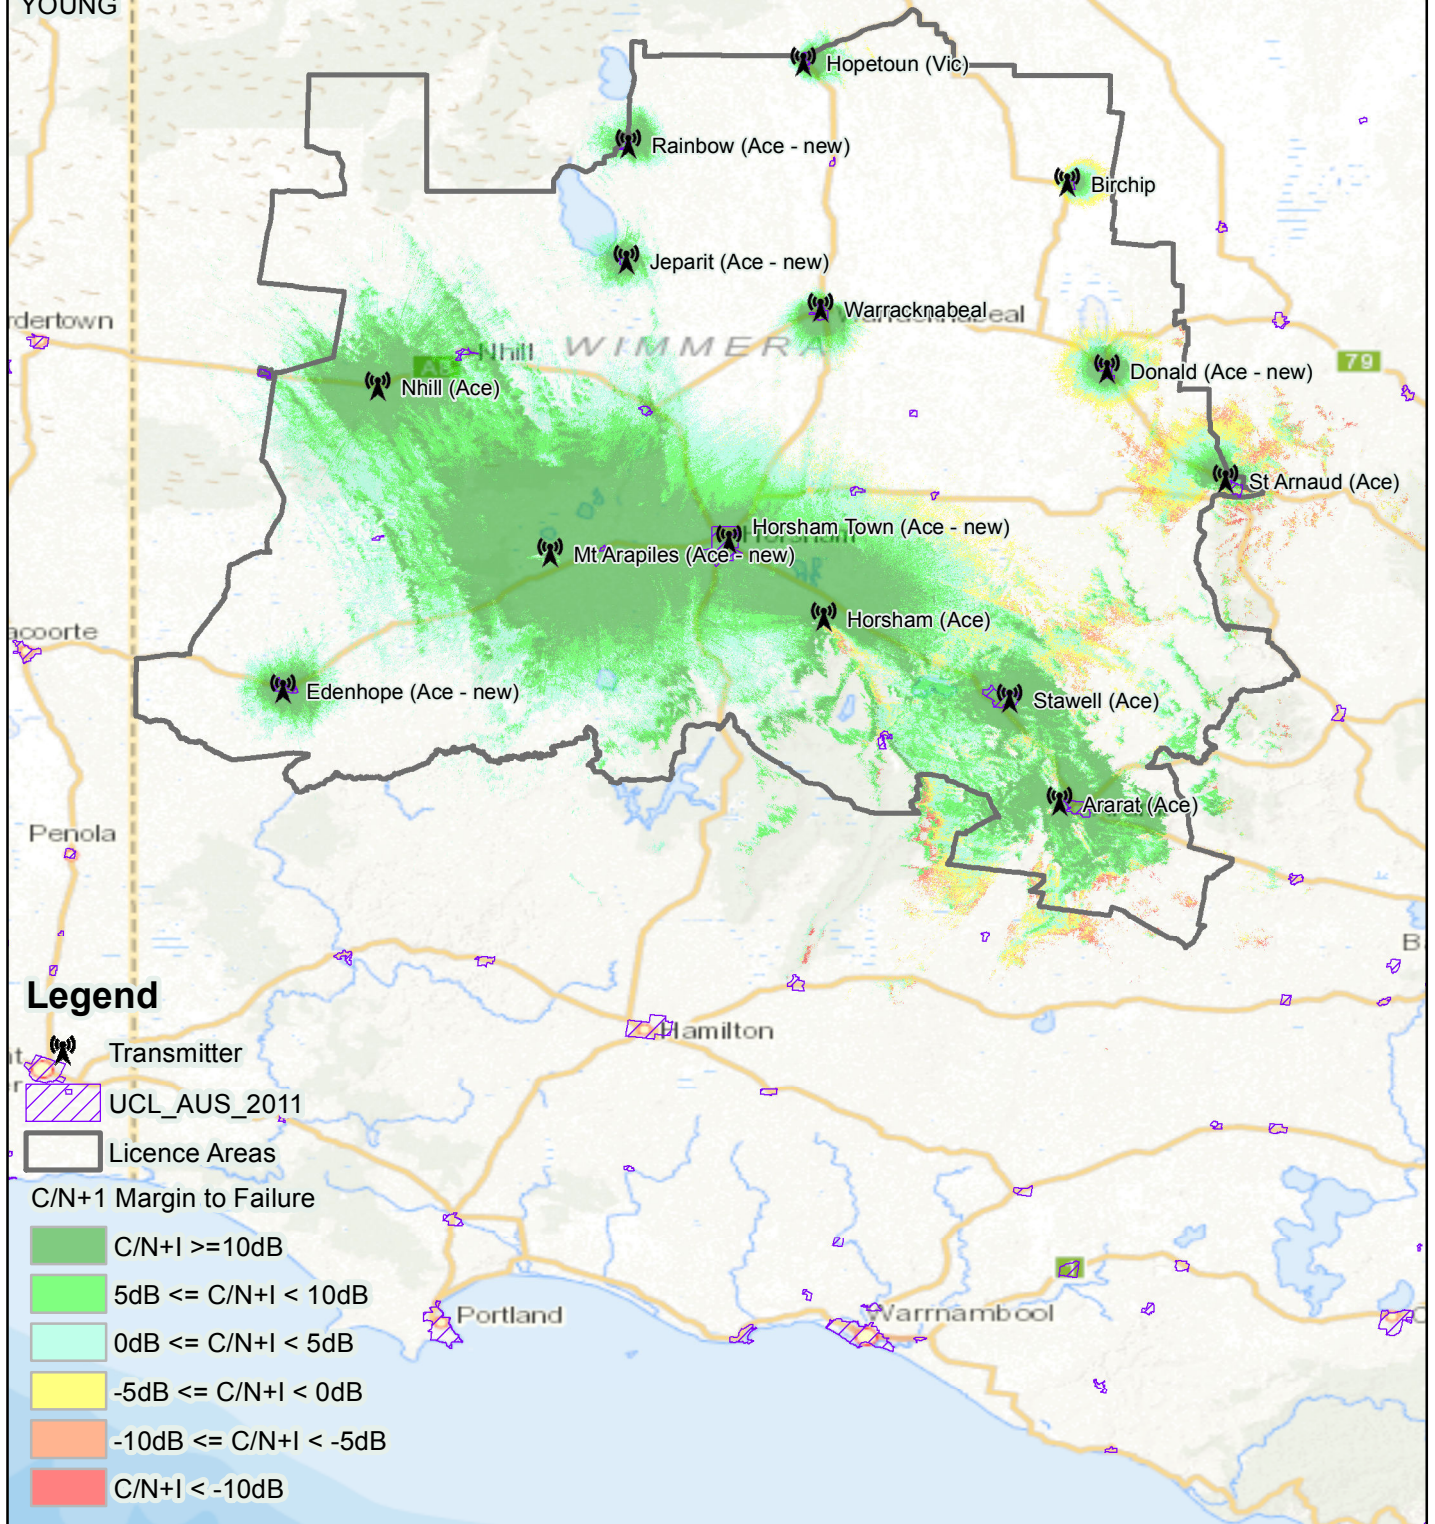 YOUNG
Hopetoun (Vic)
Rainbow (Ace - new)
Birchip
Jeparit (Ace - new)
Warracknabeal
rdertown
Nhill
WIMMERA
79
Donald (Ace - new)
Nhill (Ace)
St Arnaud (Ace)
Horsham Town (Ace - new)
Horsham
Mt Arapiles (Ace - new)
Horsham (Ace)
acoorte
Edenhope (Ace - new)
Stawell (Ace)
Ararat (Ace)
Penola
B
Legend
Hamilton
Transmitter
UCL_AUS_2011
Licence Areas
C/N+1 Margin to Failure
C/N+I >=10dB
5dB <= C/N+I < 10dB
Portland
Warrnambool
0dB <= C/N+I < 5dB
-5dB <= C/N+I < 0dB
-10dB <= C/N+I < -5dB
C/N+I < -10dB